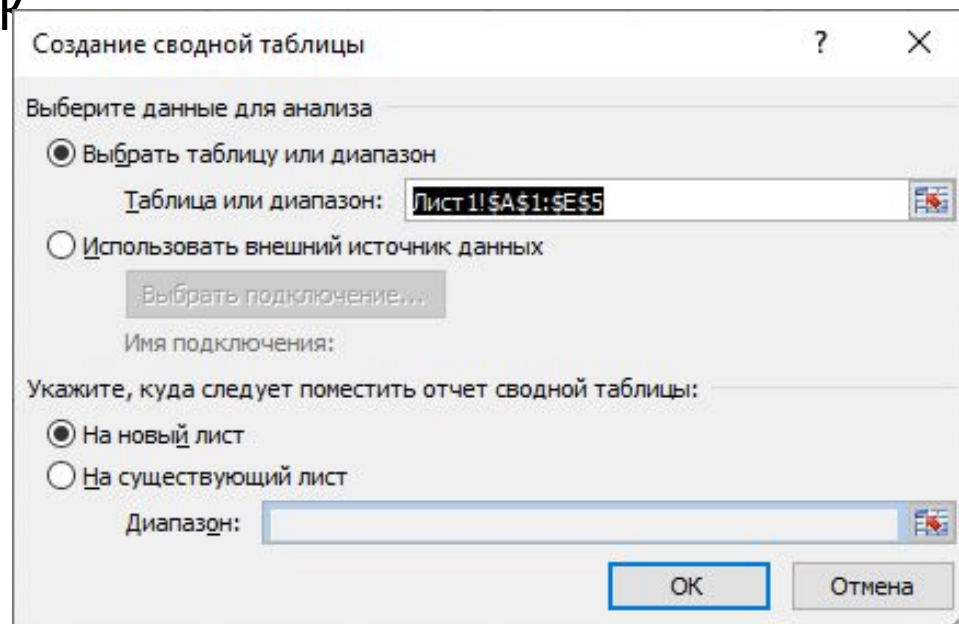 р
Создание сводной таблицы ?
Выберите данные для анализа
Выбрать таблицу или диапазон
Таблица или диапазон: Лист1!$A$1:$E$5
Использовать внешний источник данных
Выбрать подключение...
Имя подключения:
Укажите, куда следует поместить отчет сводной таблицы:
На новый лист
На существующий лист
Диапазон:
ОК Отмена